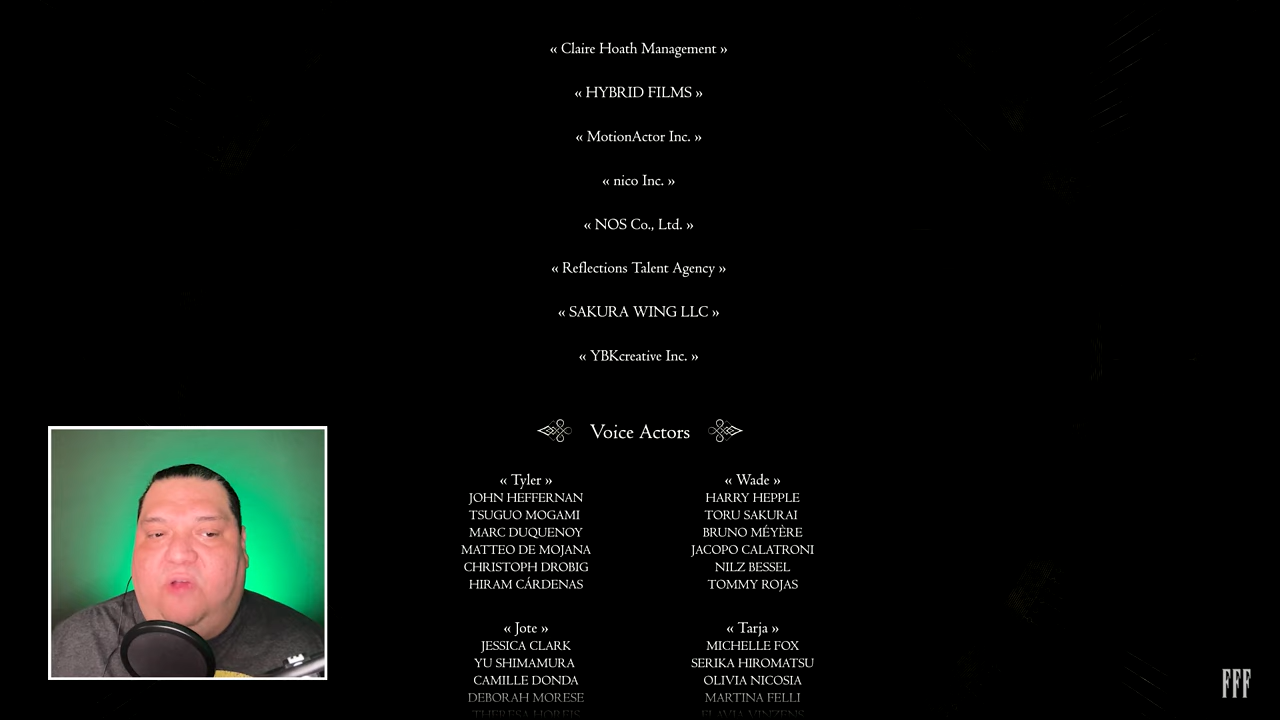 « Claire Hoath Management »
« HYBRID FILMS »
« MotionActor Inc. »
« nico Inc. »
« NOS Co., Ltd. »
« Reflections Talent Agency »
« SAKURA WING LLC »
« YBKcreative Inc. »
Voice Actors
« Tyler »
JOHN HEFFERNAN
TSUGUO MOGAMI
MARC DUQUENOY
MATTEO DE MOJANA
CHRISTOPH DROBIG
HIRAM CÁRDENAS
« Wade »
HARRY HEPPLE
TORU SAKURAI
BRUNO MÉYÈRE
JACOPO CALATRONI
NILZ BESSEL
TOMMY ROJAS
« Jote »
JESSICA CLARK
YU SHIMAMURA
CAMILLE DONDA
DEBORAH MORESE
« Tarja »
MICHELLE FOX
SERIKA HIROMATSU
OLIVIA NICOSIA
MARTINA FELLI
FFF